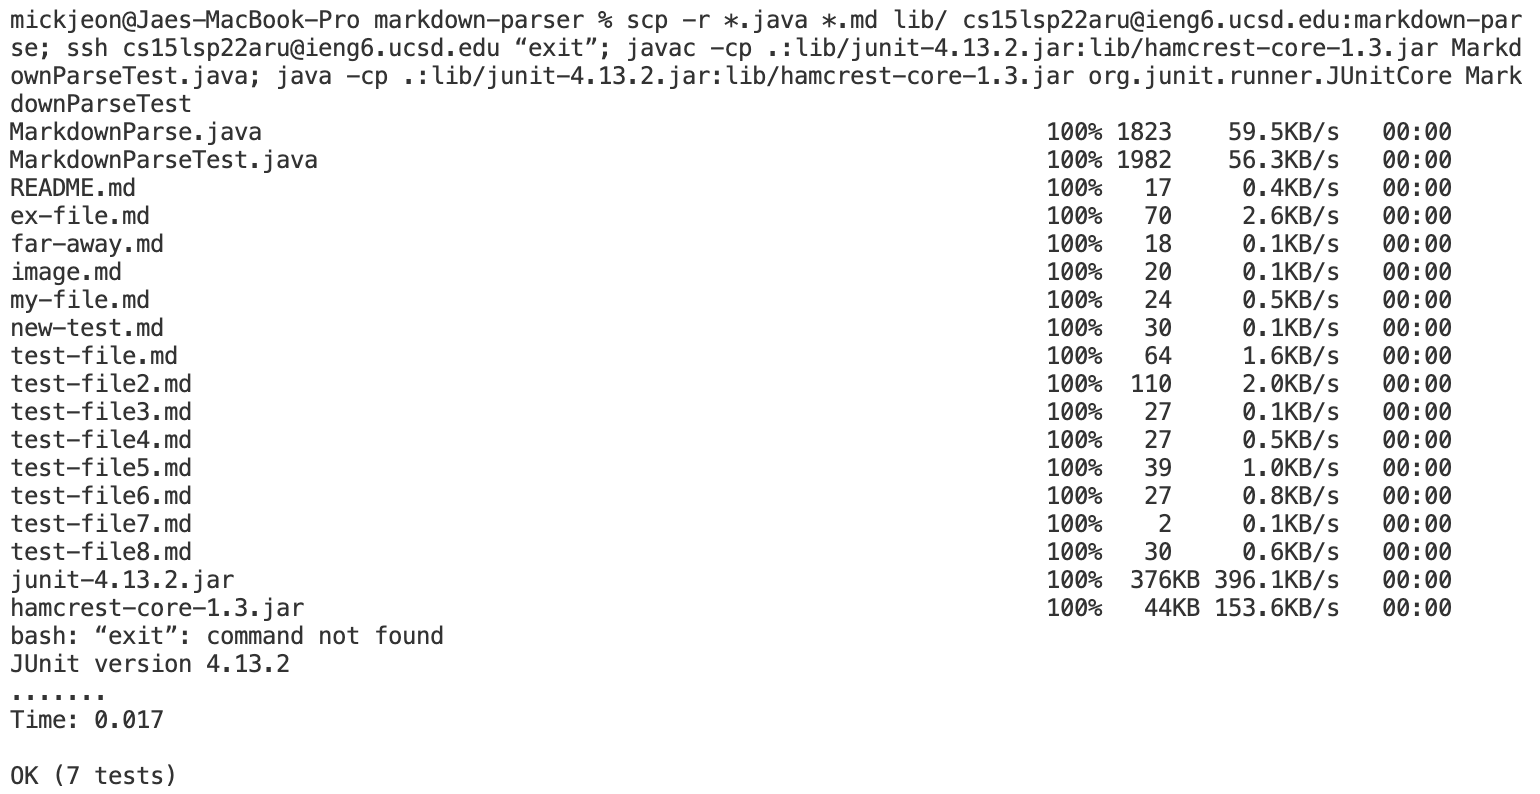 mickjeon@Jaes-MacBook-Pro markdown-parser % scp -r *.java *.md lib/ cs15lsp22aru@ieng6.ucsd.edu:markdown-par
se; ssh cs15lsp22aru@ieng6.ucsd.edu “exit”; javac -cp .:lib/junit-4.13.2.jar:lib/hamcrest-core-1.3.jar Markd
ownParseTest.java; java -cp .:lib/junit-4.13.2.jar:lib/hamcrest-core-1.3.jar org.junit.runner.JUnitCore Mark
downParseTest
MarkdownParse.java 100% 1823 59.5KB/s 00:00
MarkdownParseTest.java 100% 1982 56.3KB/s 00:00
README.md 100% 17 0.4KB/s 00:00
ex-file.md 100% 70 2.6KB/s 00:00
far-away.md 100% 18 0.1KB/s 00:00
image.md 100% 20 0.1KB/s 00:00
my-file.md 100% 24 0.5KB/s 00:00
new-test.md 100% 30 0.1KB/s 00:00
test-file.md 100% 64 1.6KB/s 00:00
test-file2.md 100% 110 2.0KB/s 00:00
test-file3.md 100% 27 0.1KB/s 00:00
test-file4.md 100% 27 0.5KB/s 00:00
test-file5.md 100% 39 1.0KB/s 00:00
test-file6.md 100% 27 0.8KB/s 00:00
test-file7.md 100% 2 0.1KB/s 00:00
test-file8.md 100% 30 0.6KB/s 00:00
junit-4.13.2.jar 100% 376KB 396.1KB/s 00:00
hamcrest-core-1.3.jar 100% 44KB 153.6KB/s 00:00
bash: “exit”: command not found
JUnit version 4.13.2
.......
Time: 0.017
OK (7 tests)